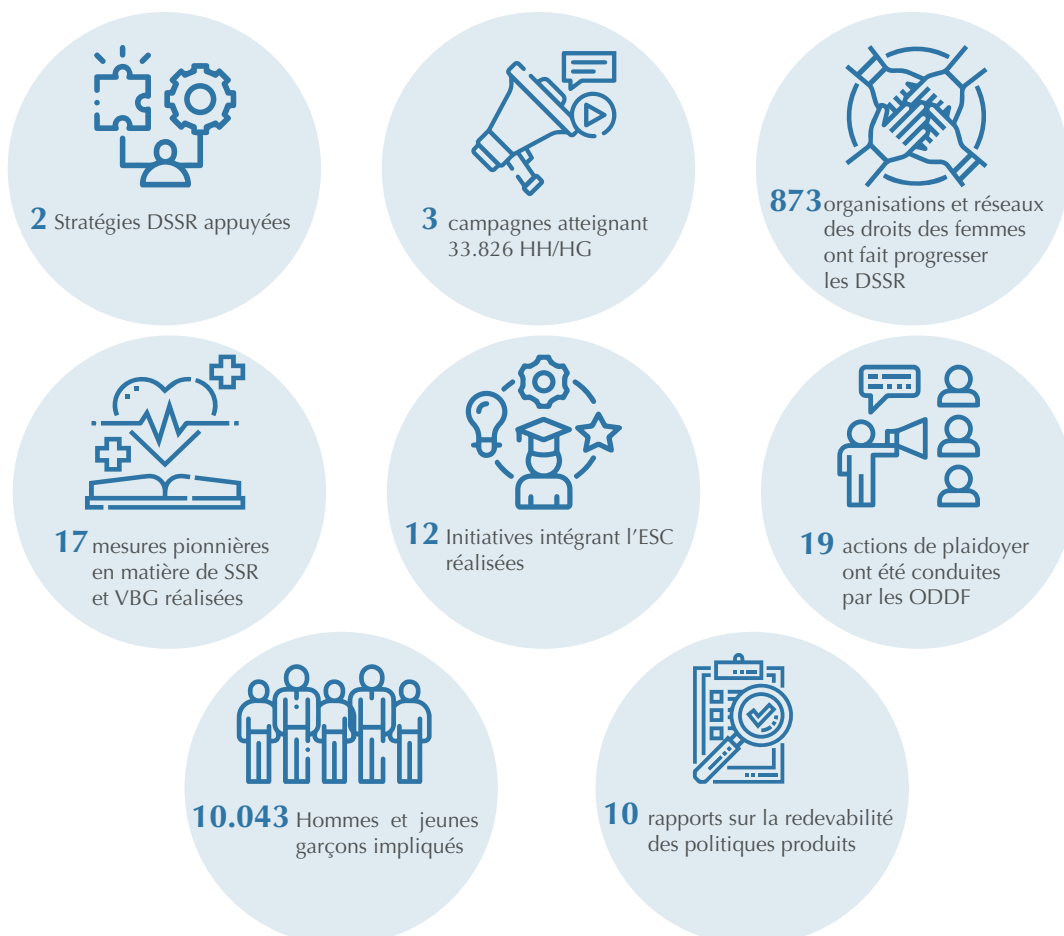 2 Stratégies DSSR appuyées
3 campagnes atteignant
33.826 HH/HG
873 organisations et réseaux
des droits des femmes
ont fait progresser
les DSSR
17 mesures pionnières
en matière de SSR
et VBG réalisées
12 Initiatives intégrant l’ESC
réalisées
19 actions de plaidoyer
ont été conduites
par les ODDF
10.043 Hommes et jeunes
garçons impliqués
10 rapports sur la redevabilité
des politiques produits